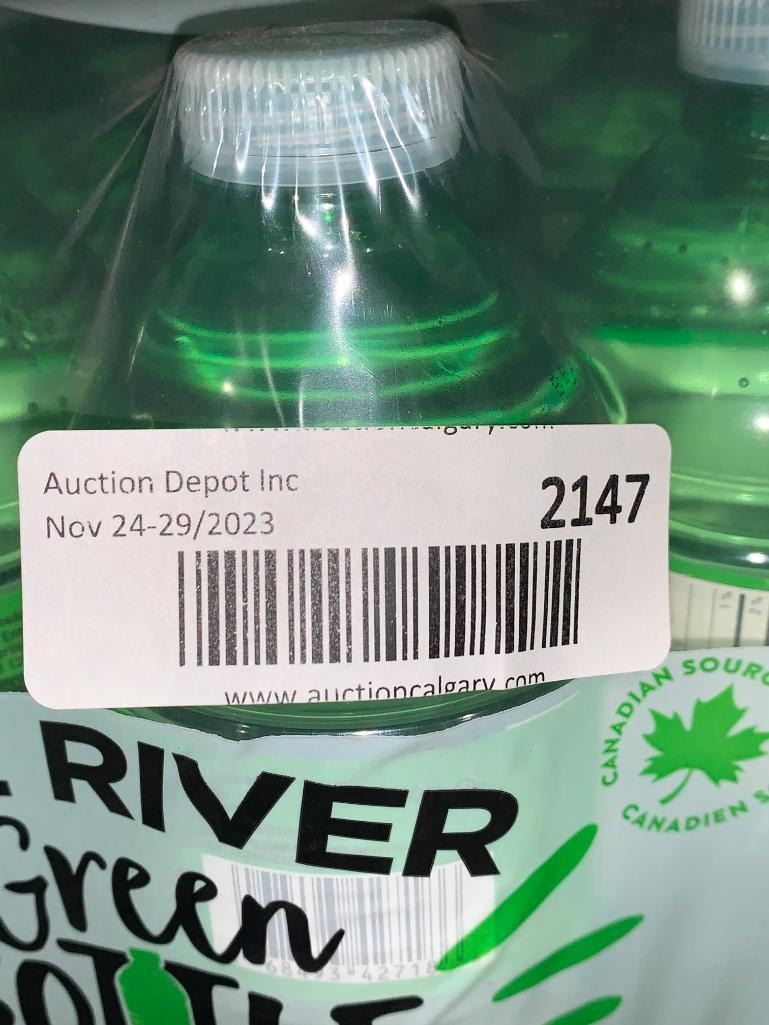 Auction Depot Inc
2147
Nov 24-29/2023
www.auctioncalgary.com
CANADIAN
CANADIEN
RIVER
Green